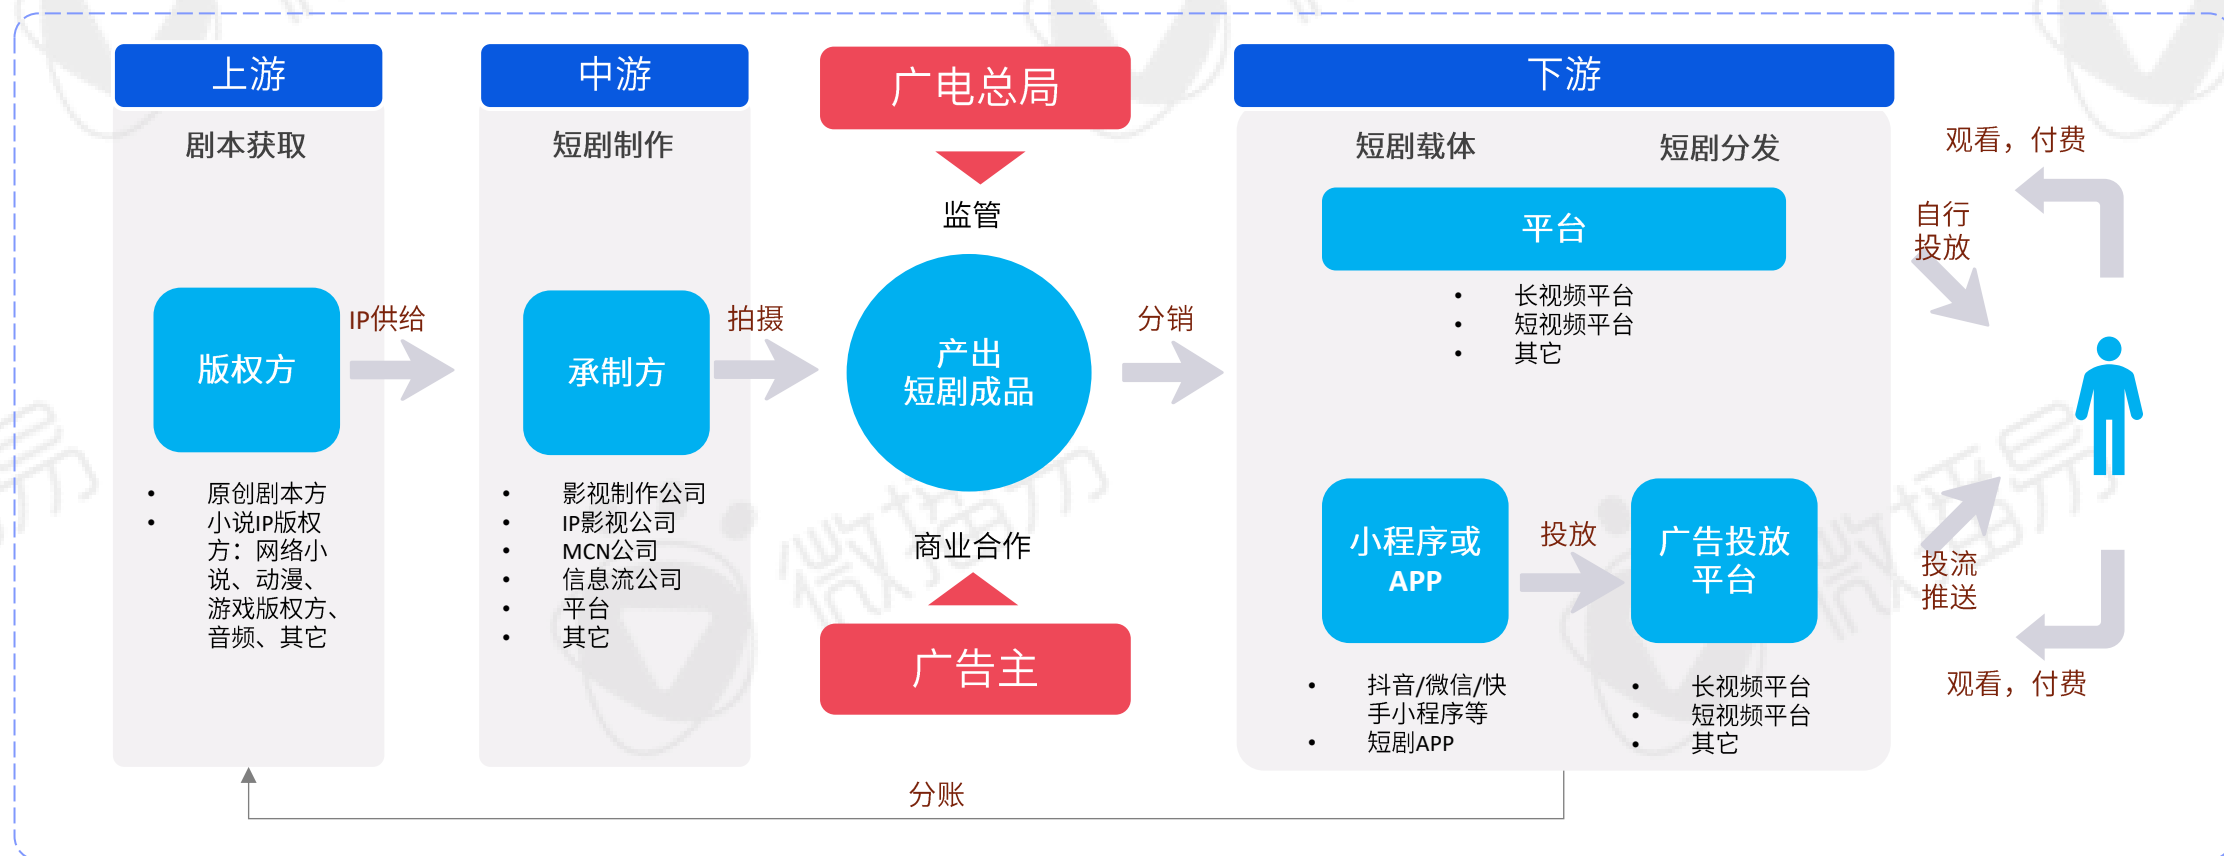 上游
剧本获取
版权方
• 原创剧本方
• 小说IP版权
方：网络小
说、动漫、
游戏版权方、
音频、其它
IP供给
中游
短剧制作
承制方
• 影视制作公司
• IP影视公司
• MCN公司
• 信息流公司
• 平台
• 其它
拍摄
广电总局
监管
产出
短剧成品
商业合作
广告主
分销
下游
短剧载体
短剧分发
平台
• 长视频平台
• 短视频平台
• 其它
小程序或
APP
• 抖音/微信/快
手小程序等
• 短剧APP
投放
广告投放
平台
• 长视频平台
• 短视频平台
• 其它
观看，付费
自行
投放
投流
推送
观看，付费
分账
微播易
微播易
易